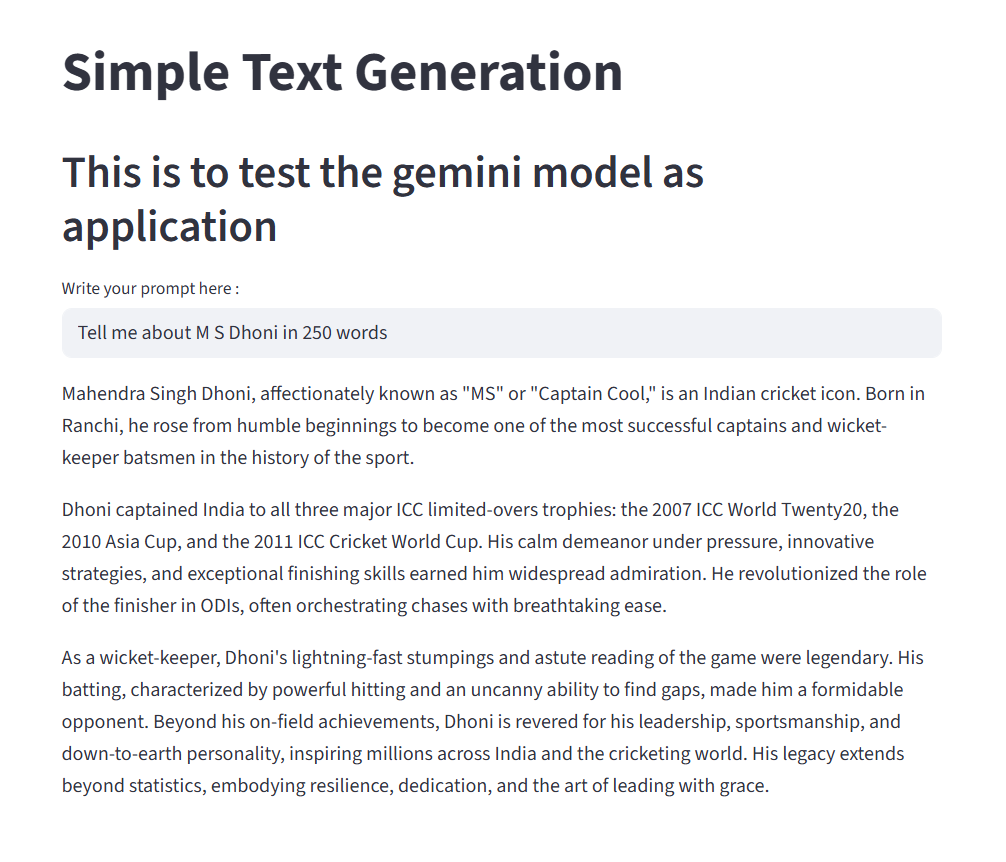 Simple Text Generation
This is to test the gemini model as
application
Write your prompt here :
Tell me about M S Dhoni in 250 words
Mahendra Singh Dhoni, affectionately known as "MS" or "Captain Cool," is an Indian cricket icon. Born in
Ranchi, he rose from humble beginnings to become one of the most successful captains and wicket-
keeper batsmen in the history of the sport.
Dhoni captained India to all three major ICC limited-overs trophies: the 2007 ICC World Twenty20, the
2010 Asia Cup, and the 2011 ICC Cricket World Cup. His calm demeanor under pressure, innovative
strategies, and exceptional finishing skills earned him widespread admiration. He revolutionized the role
of the finisher in ODIs, often orchestrating chases with breathtaking ease.
As a wicket-keeper, Dhoni's lightning-fast stumpings and astute reading of the game were legendary. His
batting, characterized by powerful hitting and an uncanny ability to find gaps, made him a formidable
opponent. Beyond his on-field achievements, Dhoni is revered for his leadership, sportsmanship, and
down-to-earth personality, inspiring millions across India and the cricketing world. His legacy extends
beyond statistics, embodying resilience, dedication, and the art of leading with grace.